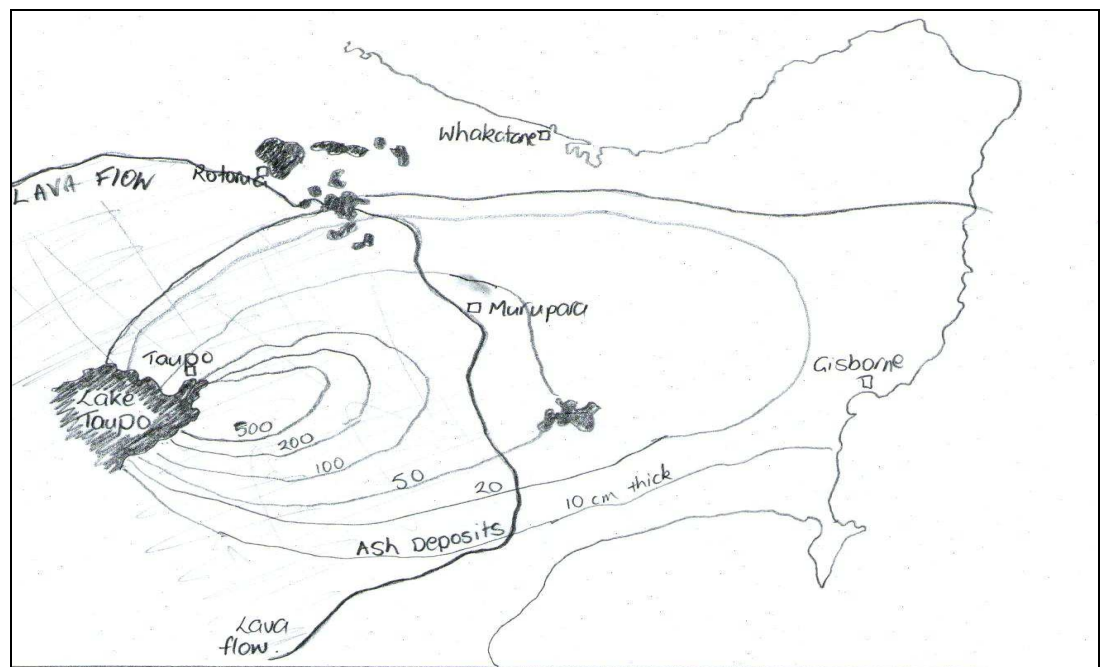 Whakatane
Rotorua
LAVA FLOW
Murupara
Taupo
Gisborne
Lake
Taupo
500
200
100
50
20
10 cm thick
Ash Deposits
Lava
flow.